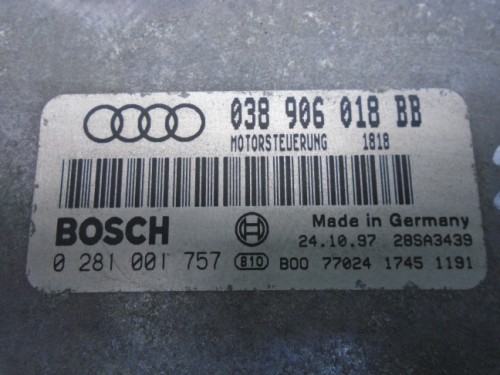 038 906 018 BB
MOTORSTEUERUNG 1818
BOSCH
Made in Germany
24.10.97 28SA3439
0 281 001 757 810 B00 77024 1745 1191